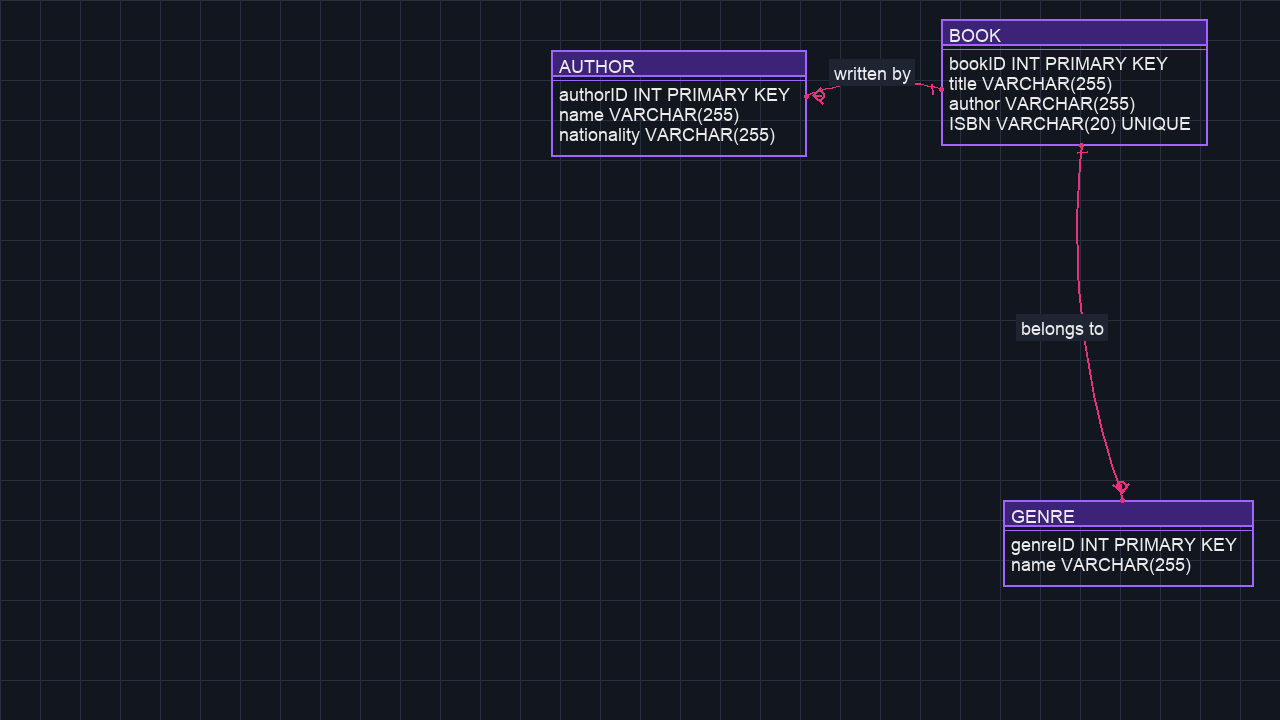 AUTHOR
authorID INT PRIMARY KEY
name VARCHAR(255)
nationality VARCHAR(255)
written by
BOOK
bookID INT PRIMARY KEY
title VARCHAR(255)
author VARCHAR(255)
ISBN VARCHAR(20) UNIQUE
belongs to
GENRE
genreID INT PRIMARY KEY
name VARCHAR(255)